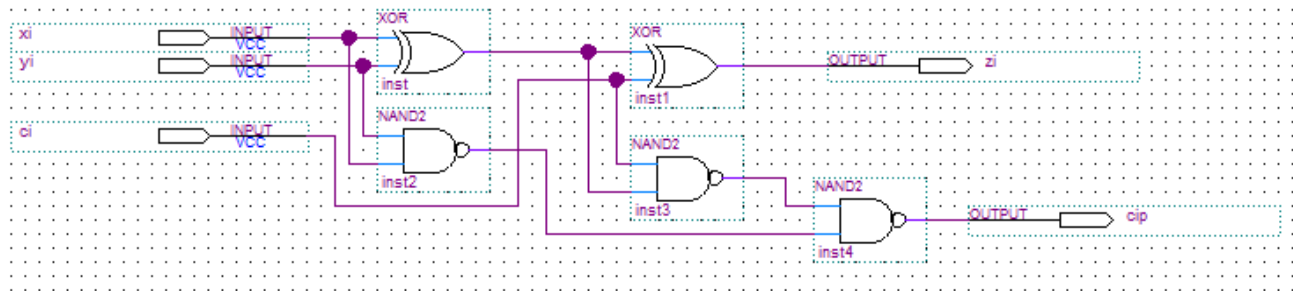 XOR
xi INPUT
VCC
yi INPUT
VCC
inst
XOR
OUTPUT zi
inst1
NAND2
ci INPUT
VCC
inst2
NAND2
inst3
NAND2
OUTPUT cip
inst4